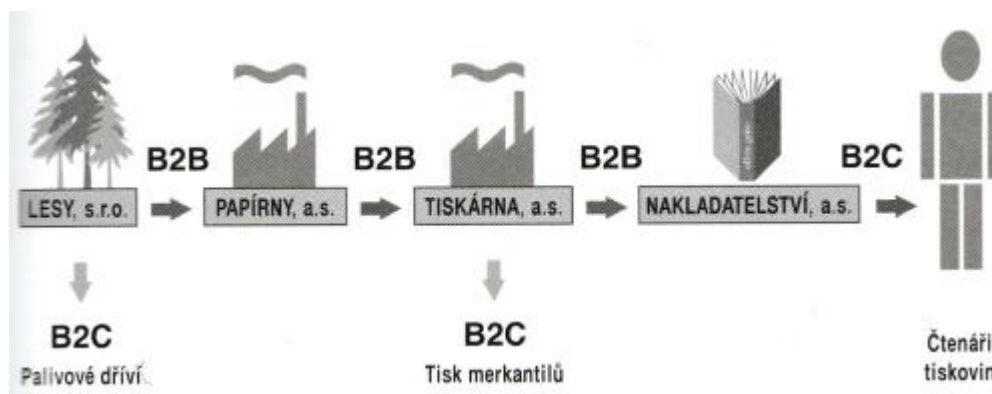 B2B
B2B
B2B
B2C
LESY, s.r.o.
PAPÍRNY, a.s.
TISKÁRNA, a.s.
NAKLADATELSTVÍ, a.s.
B2C
Palivové dříví
B2C
Tisk merkantilů
Čtenáři
tiskovin